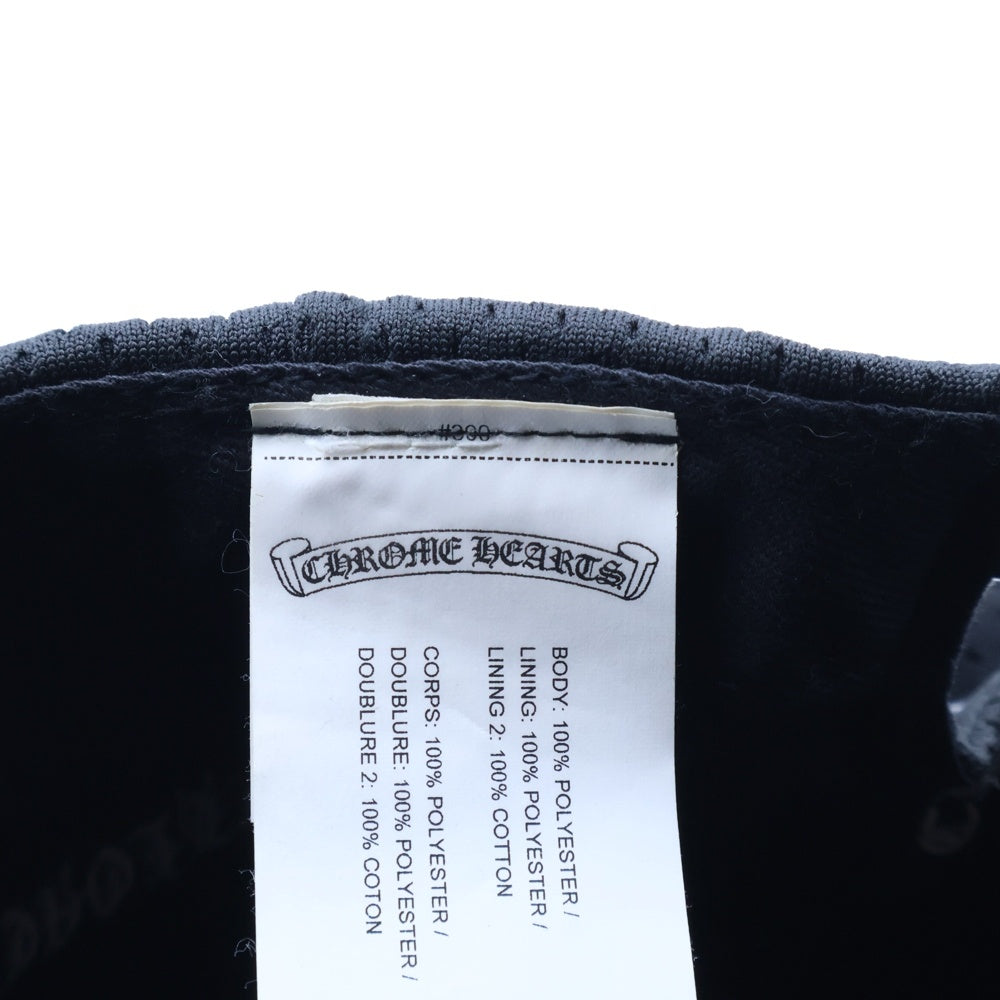 CHROME HEARTS
BODY: 100% POLYESTER /
LINING: 100% POLYESTER /
LINING 2: 100% COTTON
CORPS: 100% POLYESTER /
DOUBLURE: 100% POLYESTER /
DOUBLURE 2: 100% COTON